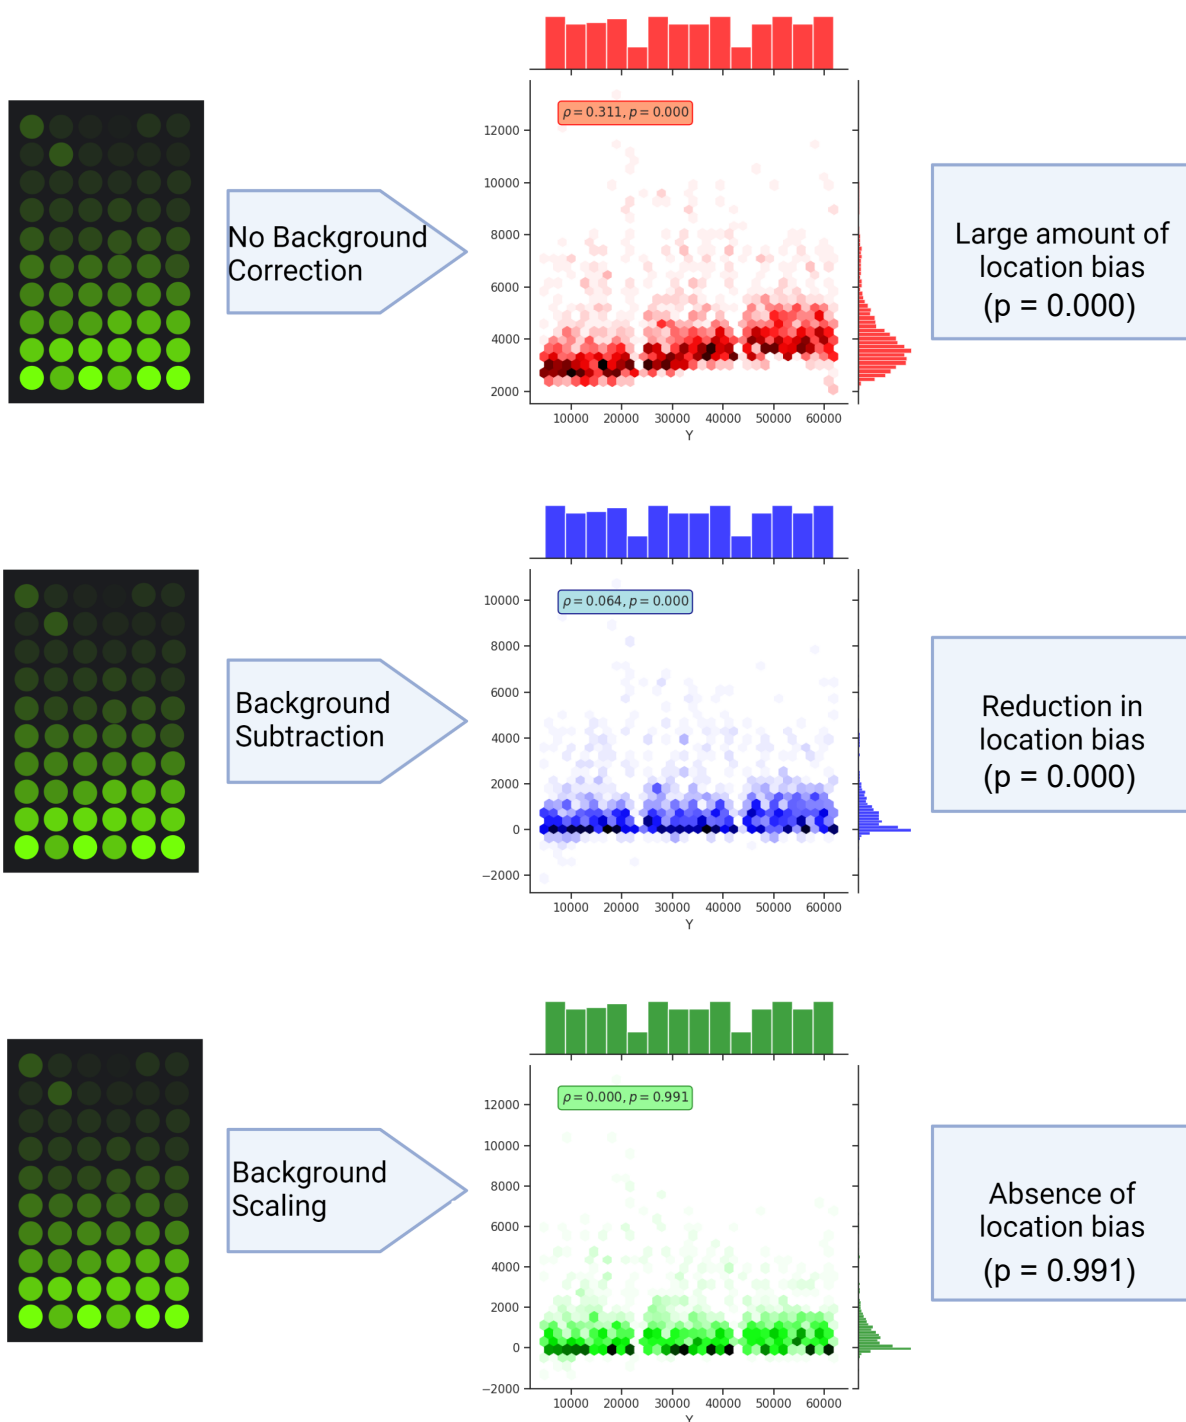 ρ = 0.311, p = 0.000
12000
10000
8000
6000
4000
2000
10000 20000 30000 40000 50000 60000
Y
No Background
Correction
Large amount of
location bias
(p = 0.000)
ρ = 0.064, p = 0.000
10000
8000
6000
4000
2000
0
−2000
10000 20000 30000 40000 50000 60000
Y
Background
Subtraction
Reduction in
location bias
(p = 0.000)
ρ = 0.000, p = 0.991
12000
10000
8000
6000
4000
2000
0
−2000
10000 20000 30000 40000 50000 60000
Y
Background
Scaling
Absence of
location bias
(p = 0.991)